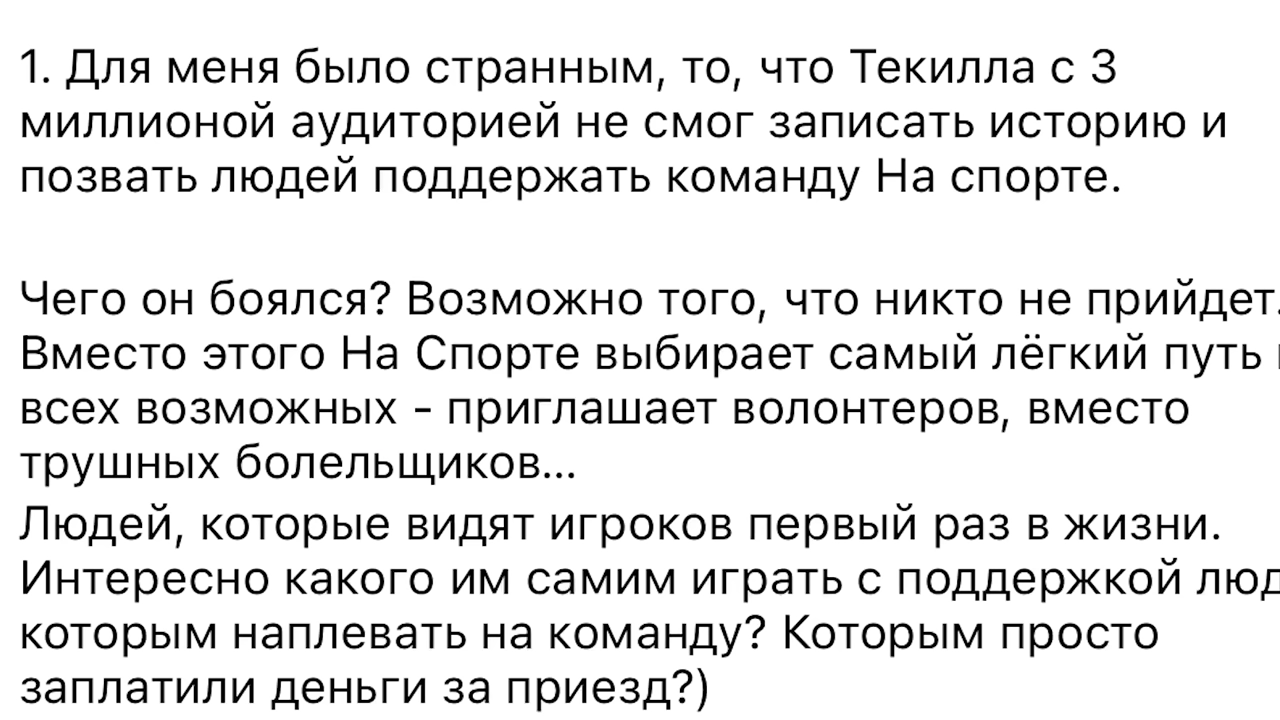 1. Для меня было странным, то, что Текилла с 3
миллионой аудиторией не смог записать историю и
позвать людей поддержать команду На спорте.
Чего он боялся? Возможно того, что никто не прийдет.
Вместо этого На Спорте выбирает самый лёгкий путь
всех возможных - приглашает волонтеров, вместо
трушных болельщиков...
Людей, которые видят игроков первый раз в жизни.
Интересно какого им самим играть с поддержкой
которым наплевать на команду? Которым просто
заплатили деньги за приезд?)